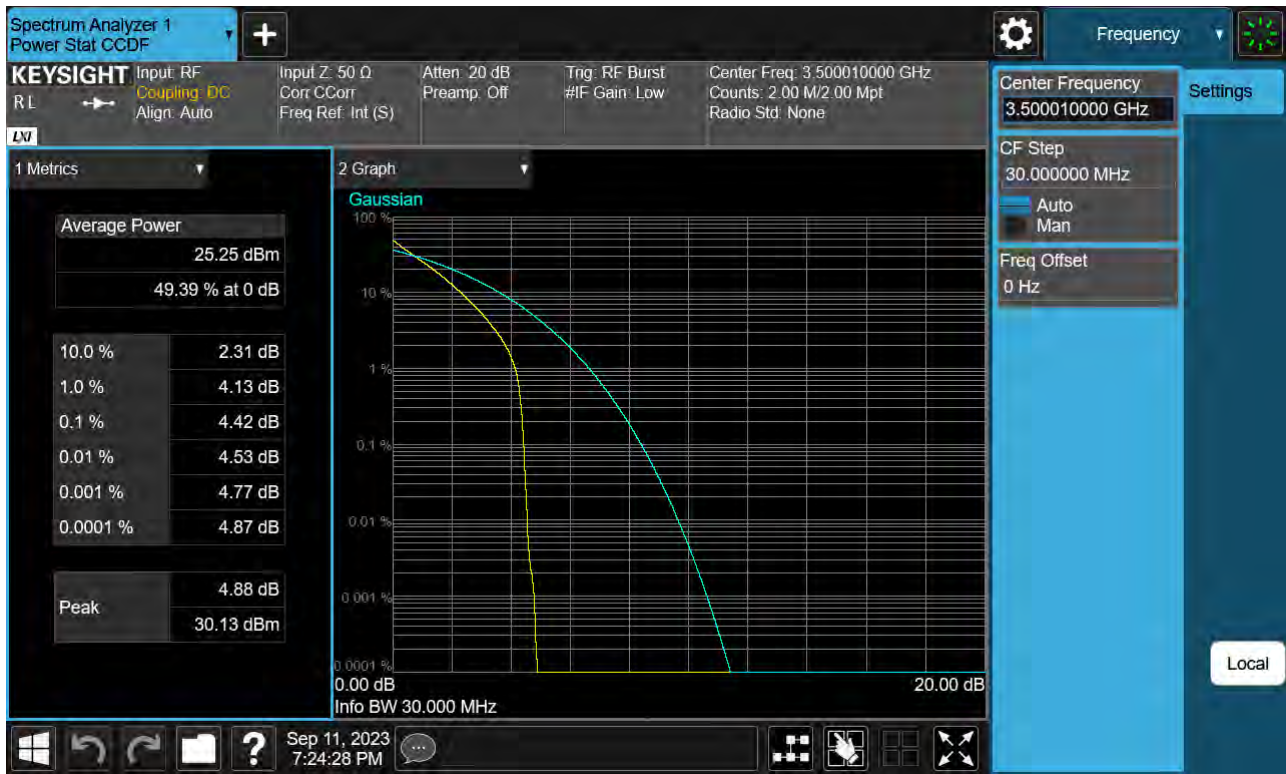 Spectrum Analyzer 1
Power Stat CCDF
Frequency
KEYSIGHT
RL
LXI
Input: RF
Coupling: DC
Align: Auto
Input Z: 50 Ω
Corr CCorr
Freq Ref: Int (S)
Atten: 20 dB
Preamp: Off
Trig: RF Burst
#IF Gain: Low
Center Freq: 3.500010000 GHz
Counts: 2.00 M/2.00 Mpt
Radio Std: None
Center Frequency
3.500010000 GHz
Settings
CF Step
30.000000 MHz
Auto
Man
Freq Offset
0 Hz
1 Metrics
Average Power
25.25 dBm
49.39 % at 0 dB
10.0 % 2.31 dB
1.0 % 4.13 dB
0.1 % 4.42 dB
0.01 % 4.53 dB
0.001 % 4.77 dB
0.0001 % 4.87 dB
Peak
4.88 dB
30.13 dBm
2 Graph
Gaussian
100 %
10 %
1 %
0.1 %
0.01 %
0.001 %
0.0001 %
0.00 dB 20.00 dB
Info BW 30.000 MHz
Local
?
Sep 11, 2023
7:24:28 PM